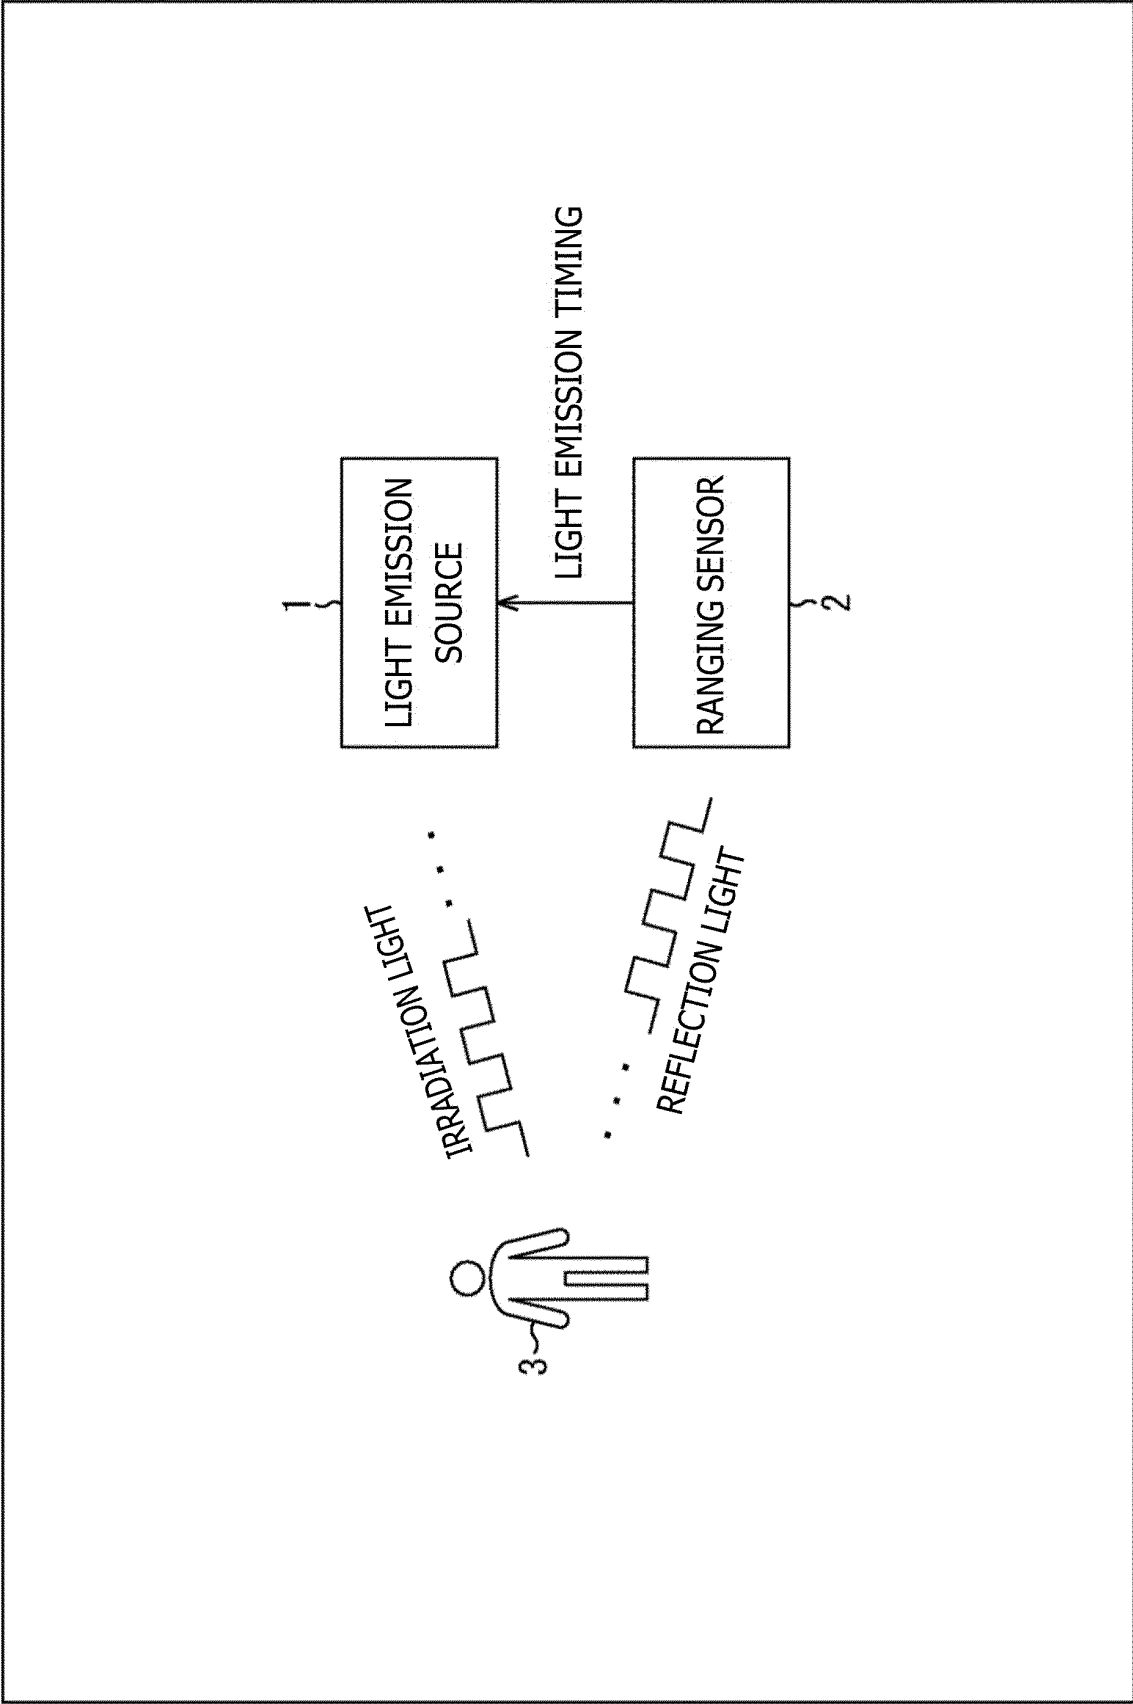 1
LIGHT EMISSION
SOURCE
IRRADIATION LIGHT
LIGHT EMISSION TIMING
3
RANGING SENSOR
REFLECTION LIGHT
2